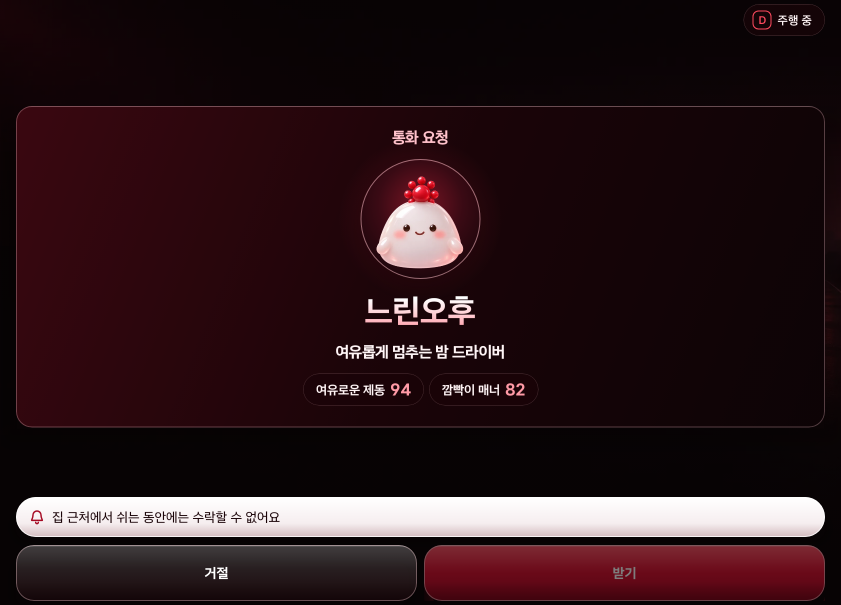 D 주행 중
통화 요청
느린오후
여유롭게 멈추는 밤 드라이버
여유로운 제동 94 깜빡이 매너 82
집 근처에서 쉬는 동안에는 수락할 수 없어요
거절 받기